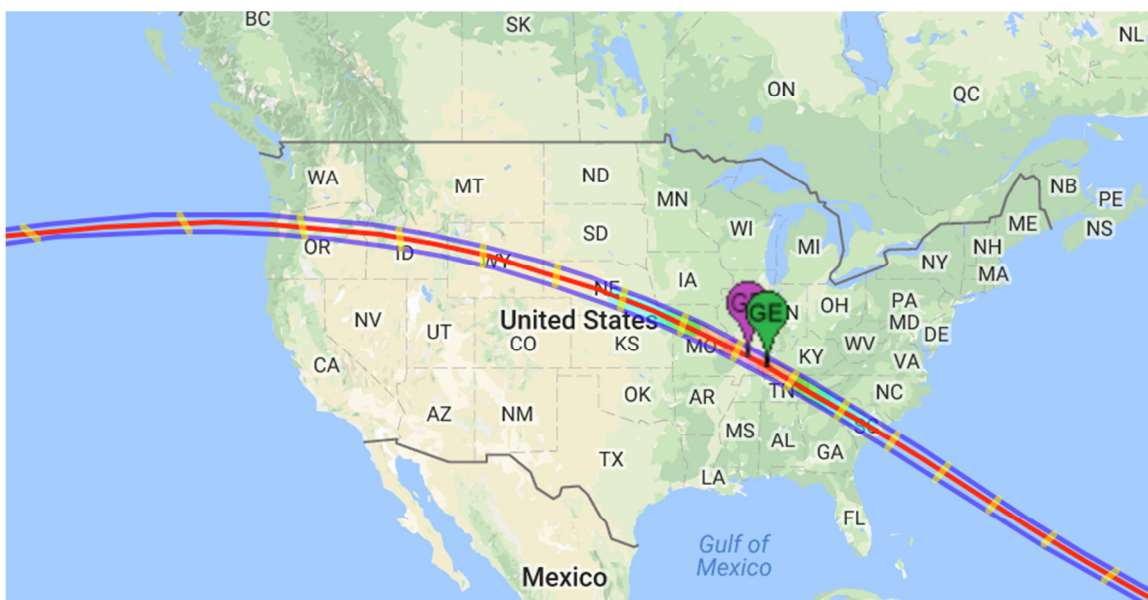 BC
SK
NL
ON
QC
WA
MT
ND
MN
NB
PE
ME
NS
OR
ID
WY
SD
WI
MI
NH
NY
MA
NE
IA
OH
PA
MD
DE
NV
UT
United States
CO
KS
MO
GE
N
KY
WV
VA
CA
AZ
NM
OK
AR
TN
NC
MS
AL
GA
SC
TX
LA
FL
Gulf of
Mexico
Mexico